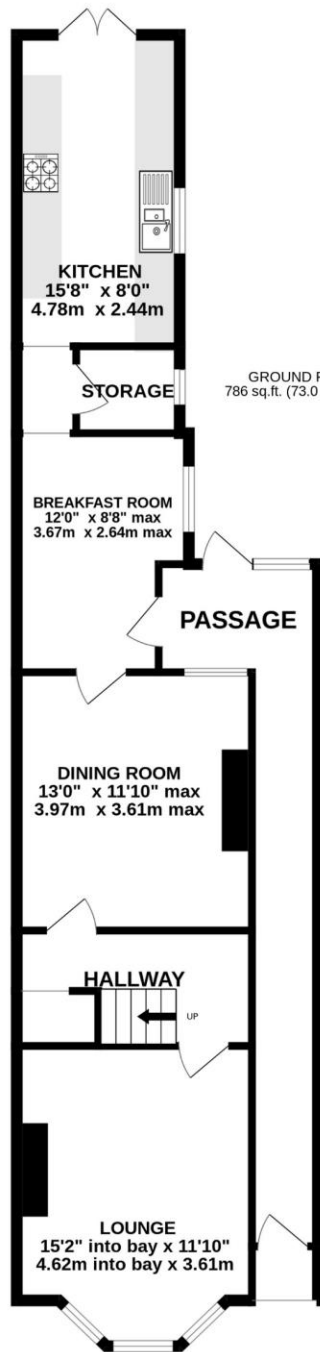 KITCHEN
15'8" x 8'0"
4.78m x 2.44m
STORAGE
GROUND F
786 sq.ft. (73.0
BREAKFAST ROOM
12'0" x 8'8" max
3.67m x 2.64m max
PASSAGE
DINING ROOM
13'0" x 11'10" max
3.97m x 3.61m max
HALLWAY
UP
LOUNGE
15'2" into bay x 11'10"
4.62m into bay x 3.61m